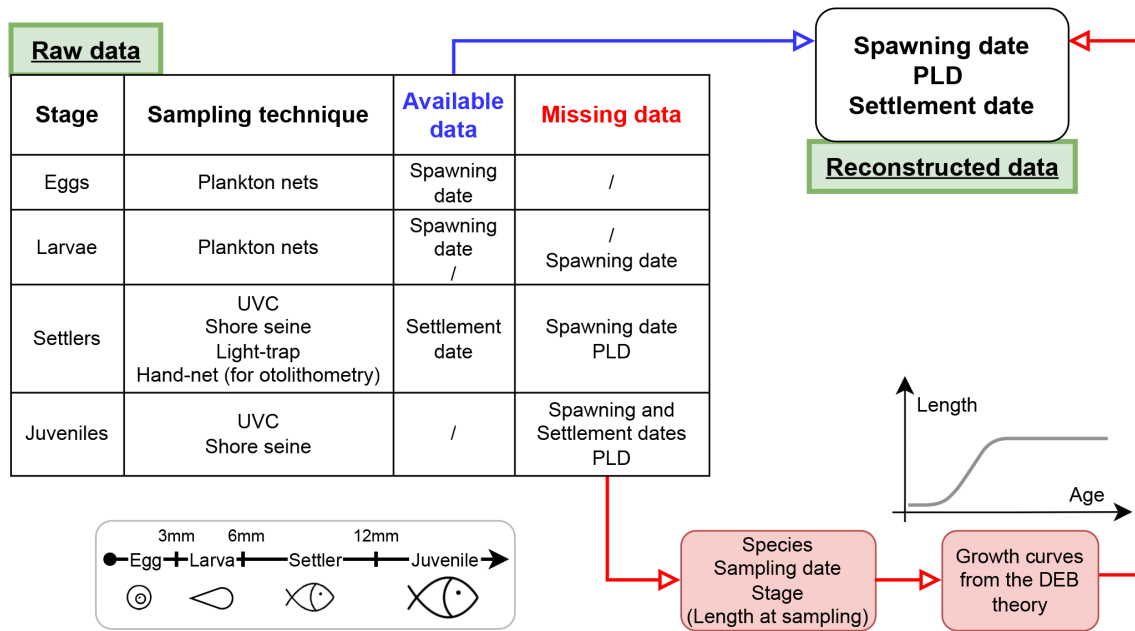 Raw data
Stage
Sampling technique
Available
data
Missing data
Eggs
Plankton nets
Spawning
date
/
Larvae
Plankton nets
Spawning
date
/
/
Spawning date
Settlers
UVC
Shore seine
Light-trap
Hand-net (for otolithometry)
Settlement
date
Spawning date
PLD
Juveniles
UVC
Shore seine
/
Spawning and
Settlement dates
PLD
Spawning date
PLD
Settlement date
Reconstructed data
Length
Age
3mm
6mm
12mm
Egg
Larva
Settler
Juvenile
Species
Sampling date
Stage
(Length at sampling)
Growth curves
from the DEB
theory